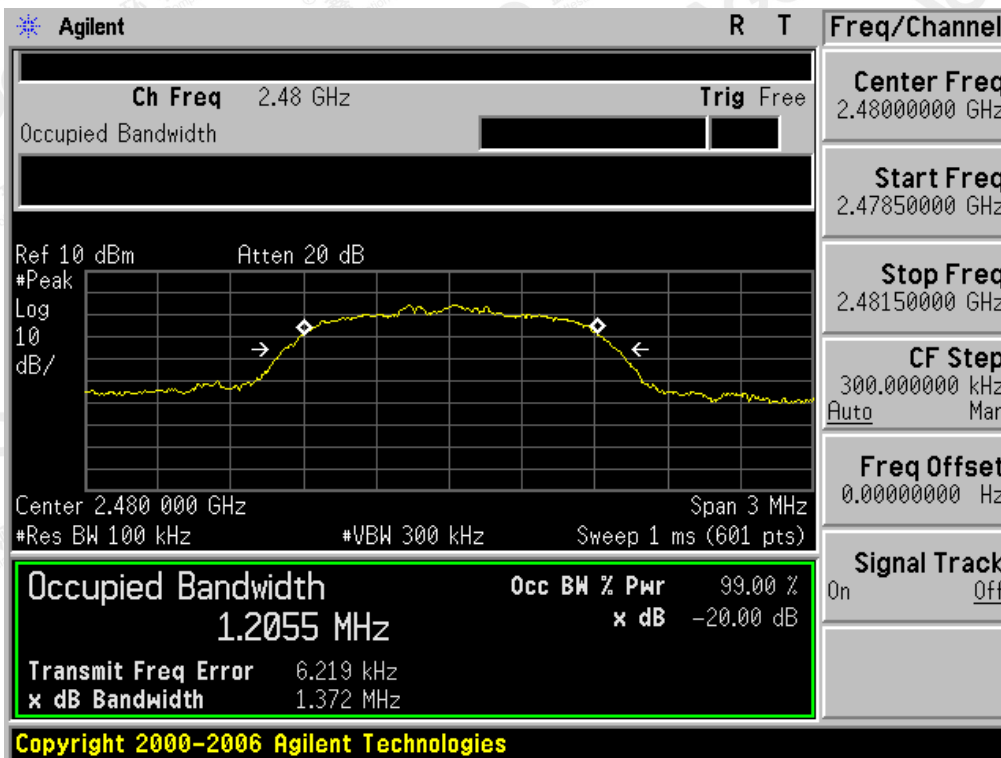 Agilent R T
Freq/Channel
Ch Freq 2.48 GHz Trig Free
Occupied Bandwidth
Ref 10 dBm Atten 20 dB
#Peak
Log
10
dB/
Center 2.480 000 GHz Span 3 MHz
#Res BW 100 kHz #VBW 300 kHz Sweep 1 ms (601 pts)
Occupied Bandwidth
1.2055 MHz
Occ BW % Pwr 99.00 %
x dB -20.00 dB
Transmit Freq Error 6.219 kHz
x dB Bandwidth 1.372 MHz
Copyright 2000-2006 Agilent Technologies
Center Freq
2.48000000 GHz
Start Freq
2.47850000 GHz
Stop Freq
2.48150000 GHz
CF Step
300.000000 kHz
Auto Man
Freq Offset
0.00000000 Hz
Signal Track
On Off